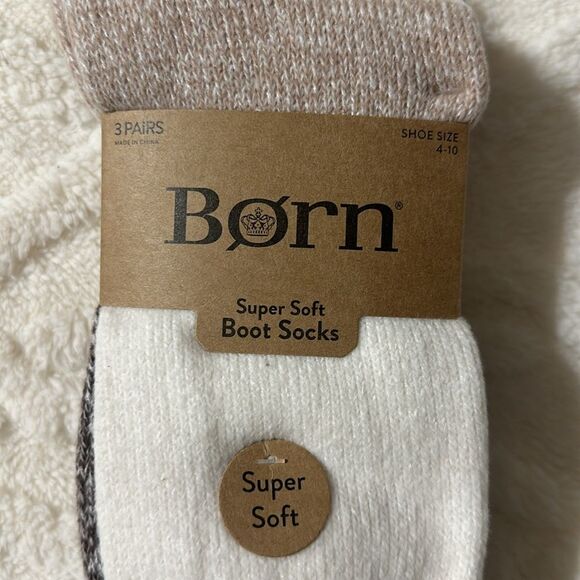 3 PAIRS
MADE IN CHINA
SHOE SIZE
4-10
Børn®
Super Soft
Boot Socks
Super
Soft